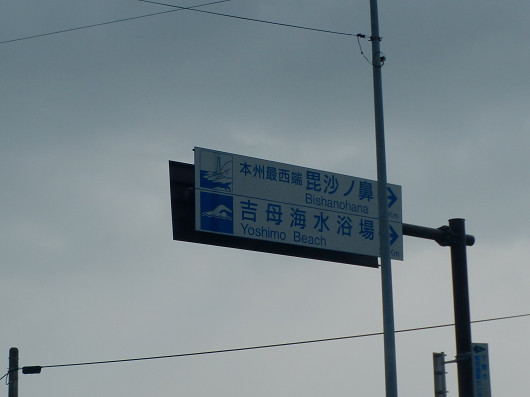 本州最西端 毘沙ノ鼻
Bishanohana
吉母海水浴場
Yoshimo Beach